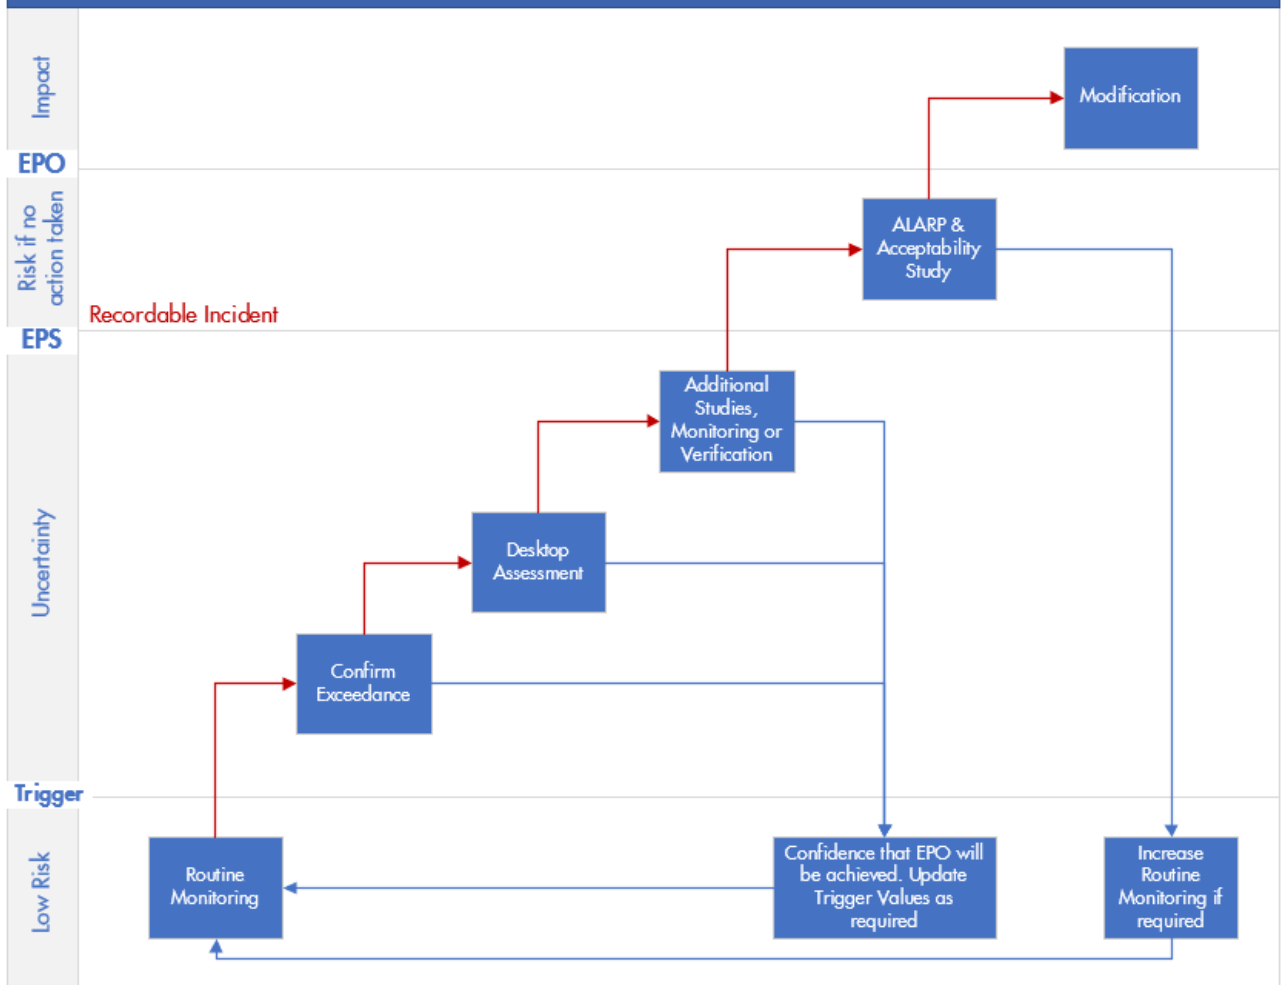 Impact
Modification
EPO
Risk if no
action taken
ALARP &
Acceptability
Study
Recordable Incident
EPS
Additional
Studies,
Monitoring or
Verification
Uncertainty
Desktop
Assessment
Confirm
Exceedance
Trigger
Low Risk
Routine
Monitoring
Confidence that EPO will
be achieved. Update
Trigger Values as
required
Increase
Routine
Monitoring if
required